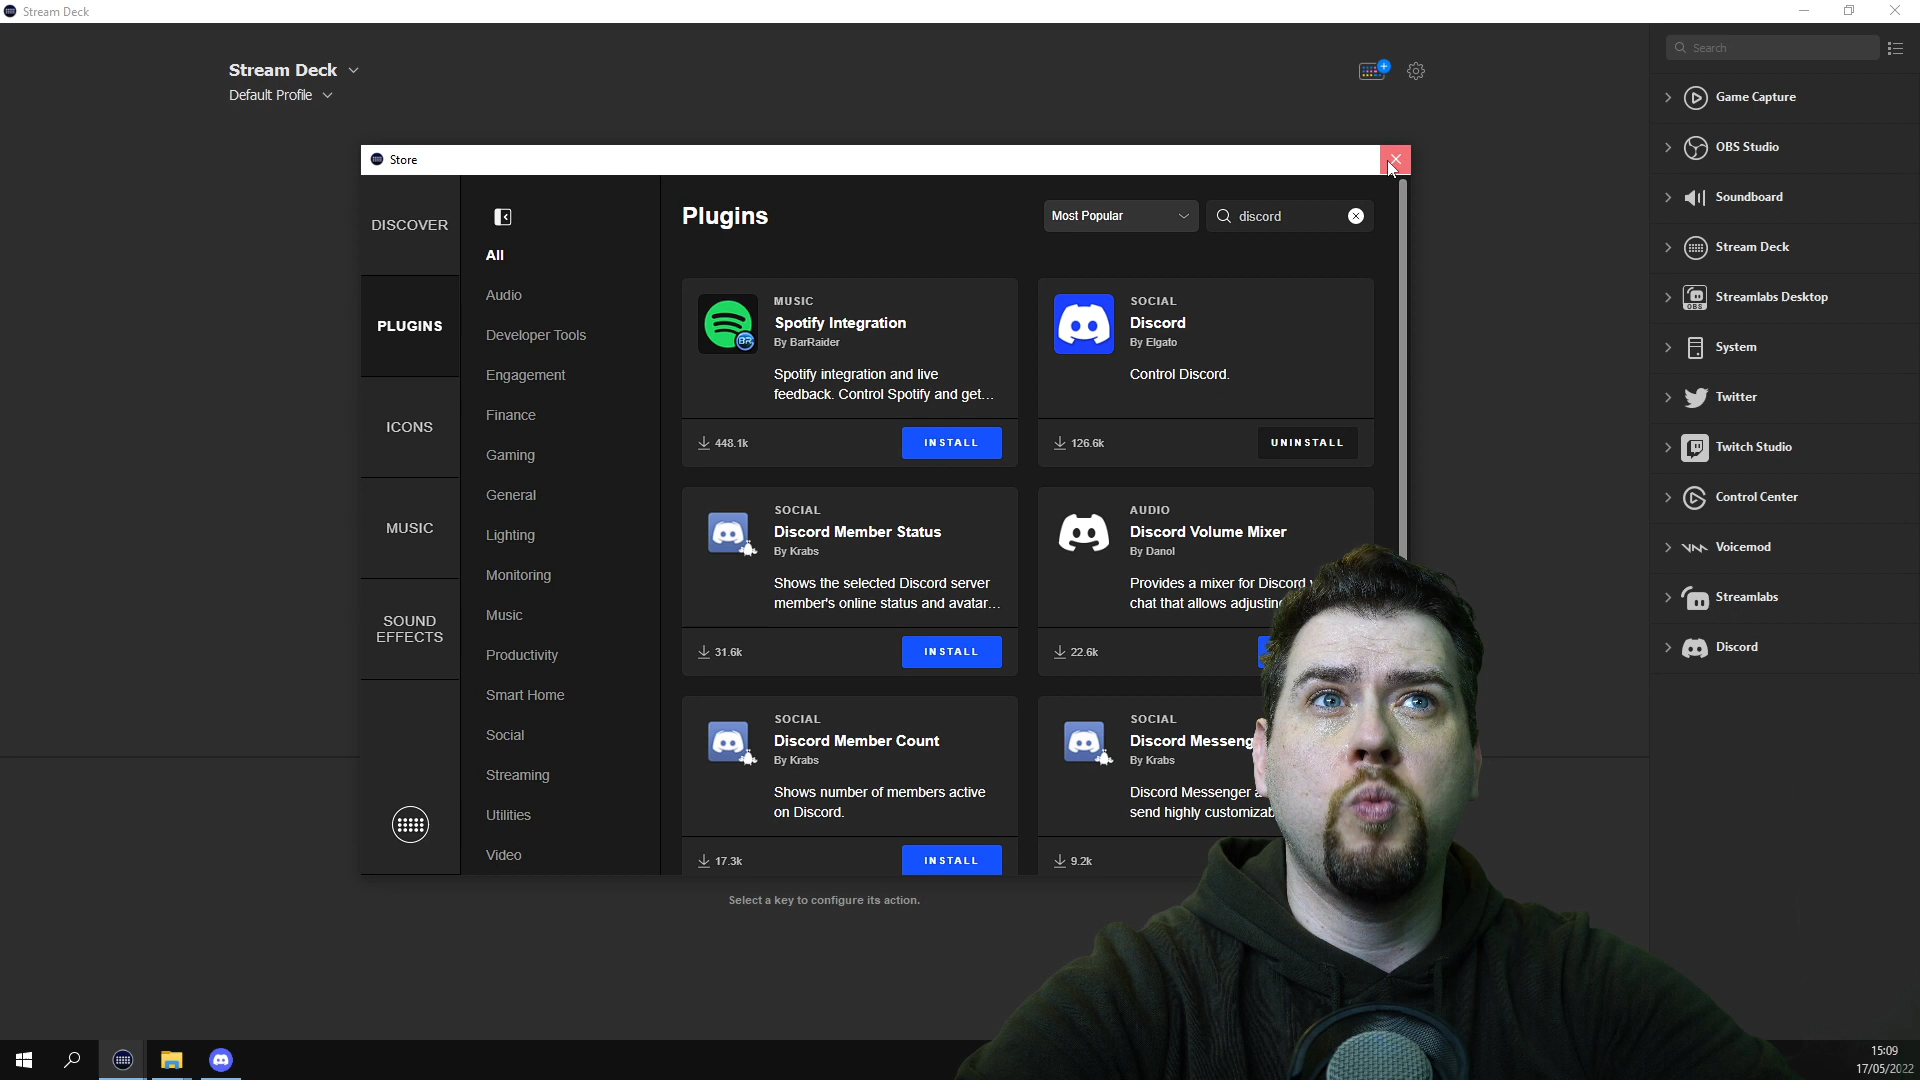 Stream Deck
Stream Deck
Default Profile
Search
Game Capture
OBS Studio
Soundboard
Stream Deck
OBS
Streamlabs Desktop
System
Twitter
Twitch Studio
Control Center
Voicemod
Streamlabs
Discord
Store
DISCOVER
PLUGINS
ICONS
MUSIC
SOUND
EFFECTS
All
Audio
Developer Tools
Engagement
Finance
Gaming
General
Lighting
Monitoring
Music
Productivity
Smart Home
Social
Streaming
Utilities
Video
Plugins
Most Popular
discord
BR
MUSIC
Spotify Integration
By BarRaider
Spotify integration and live
feedback. Control Spotify and get...
448.1k
INSTALL
SOCIAL
Discord
By Elgato
Control Discord.
126.6k
UNINSTALL
SOCIAL
Discord Member Status
By Krabs
Shows the selected Discord server
member's online status and avatar...
31.6k
INSTALL
AUDIO
Discord Volume Mixer
By Danol
Provides a mixer for Discord
chat that allows
22.6k
SOCIAL
Discord Member Count
By Krabs
Shows number of members active
on Discord.
17.3k
INSTALL
SOCIAL
Discord
By Krabs
Discord Messenger
send highly
9.2k
Select a key to configure its action.
15:09
17/05/2022